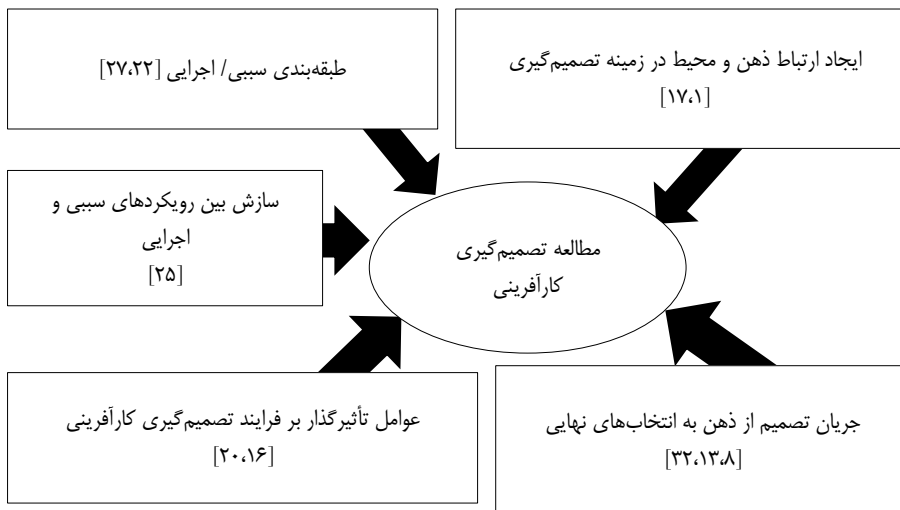 ایجاد ارتباط ذهن و محیط در زمینه تصمیم‌گیری
[۱۷،۱]
طبقه‌بندی سببی/ اجرایی [۲۷،۲۲]
سازش بین رویکردهای سببی و
اجرایی
[۲۵]
مطالعه تصمیم‌گیری
کارآفرینی
عوامل تأثیرگذار بر فرایند تصمیم‌گیری کارآفرینی
[۲۰،۱۶]
جریان تصمیم از ذهن به انتخاب‌های نهایی
[۳۲،۱۳،۸]